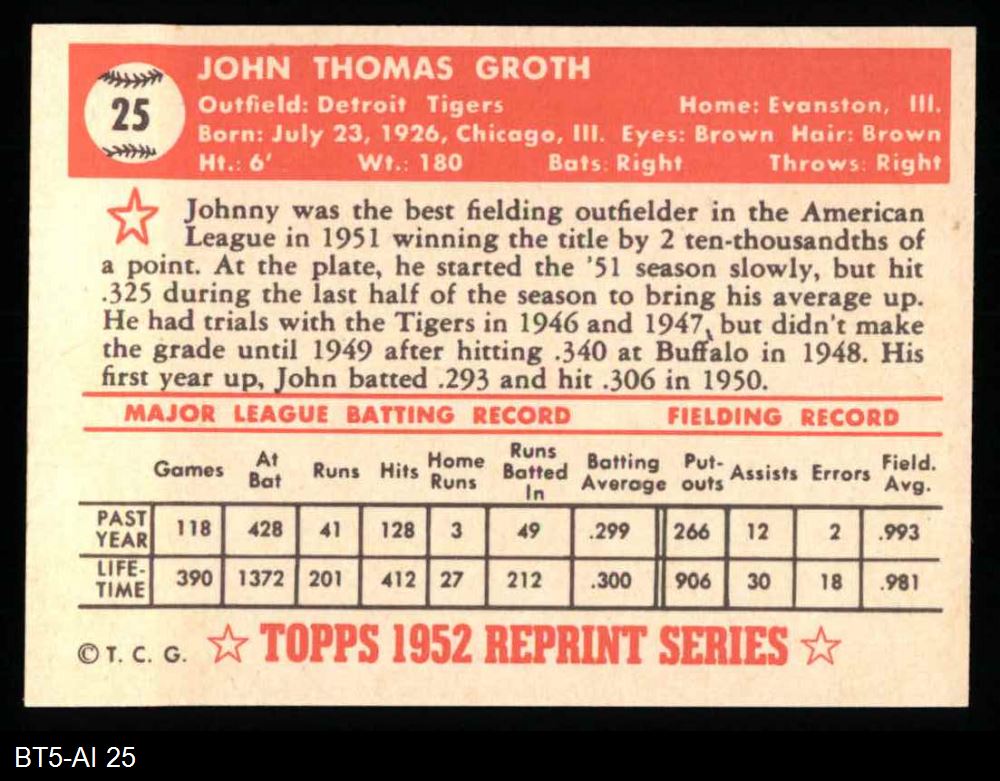 25
JOHN THOMAS GROTH
Outfield: Detroit Tigers Home: Evanston, Ill.
Born: July 23, 1926, Chicago, Ill. Eyes: Brown Hair: Brown
Ht.: 6' Wt.: 180 Bats: Right Throws: Right
Johnny was the best fielding outfielder in the American
League in 1951 winning the title by 2 ten-thousandths of
a point. At the plate, he started the '51 season slowly, but hit
.325 during the last half of the season to bring his average up.
He had trials with the Tigers in 1946 and 1947, but didn't make
the grade until 1949 after hitting .340 at Buffalo in 1948. His
first year up, John batted .293 and hit .306 in 1950.
MAJOR LEAGUE BATTING RECORD FIELDING RECORD
Games At Bat Runs Hits Home Runs Runs Batted In Batting Average Put-outs Assists Errors Field. Avg.
PAST YEAR 118 428 41 128 3 49 .299 266 12 2 .993
LIFE-TIME 390 1372 201 412 27 212 .300 906 30 18 .981
© T. C. G. TOPPS 1952 REPRINT SERIES
BT5-AI 25